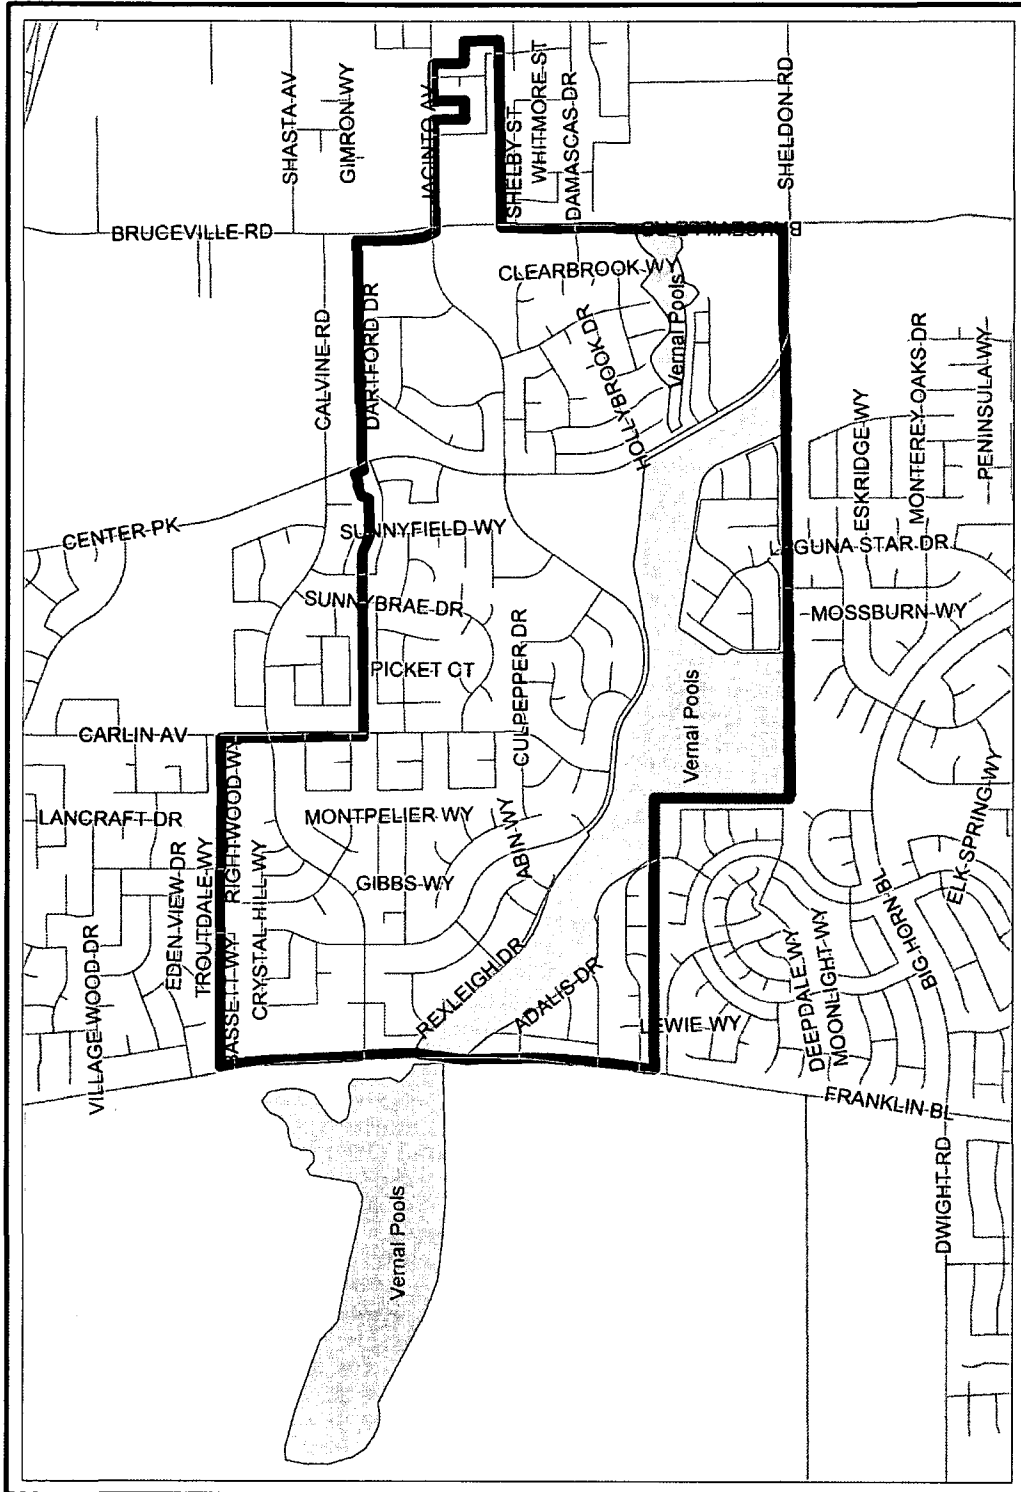 SHASTA AV
GIMRON WY
JACINTO AV
SHELBY ST
WHITMORE ST
DAMASCAS DR
SHELDON RD
BRUCEVILLE RD
BRUCEVILLE RD
CLEARBROOK WY
CALVINE RD
DARTFORD DR
HOLLYBROOK DR
Vernal Pools
ESKRIDGE WY
MONTEREY OAKS DR
PENINSULA WY
CENTER PK
SUNNYFIELD WY
LAGUNA STAR DR
SUNNYBRAE DR
MOSSBURN WY
PICKET CT
CULPEPPER DR
Vernal Pools
CARLIN AV
RIGHTWOOD WY
LANCRAFT DR
MONTPELIER WY
ABIN WY
ELK SPRING WY
EDEN VIEW DR
TROUTDALE WY
CRYSTAL HILL WY
GIBBS WY
BIG HORN BL
VILLAGE WOOD DR
BASSETT WY
REXLEIGH DR
ADALIS DR
DEEPDALE WY
MOONLIGHT WY
LEWIE WY
FRANKLIN BL
DWIGHT RD
Vernal Pools